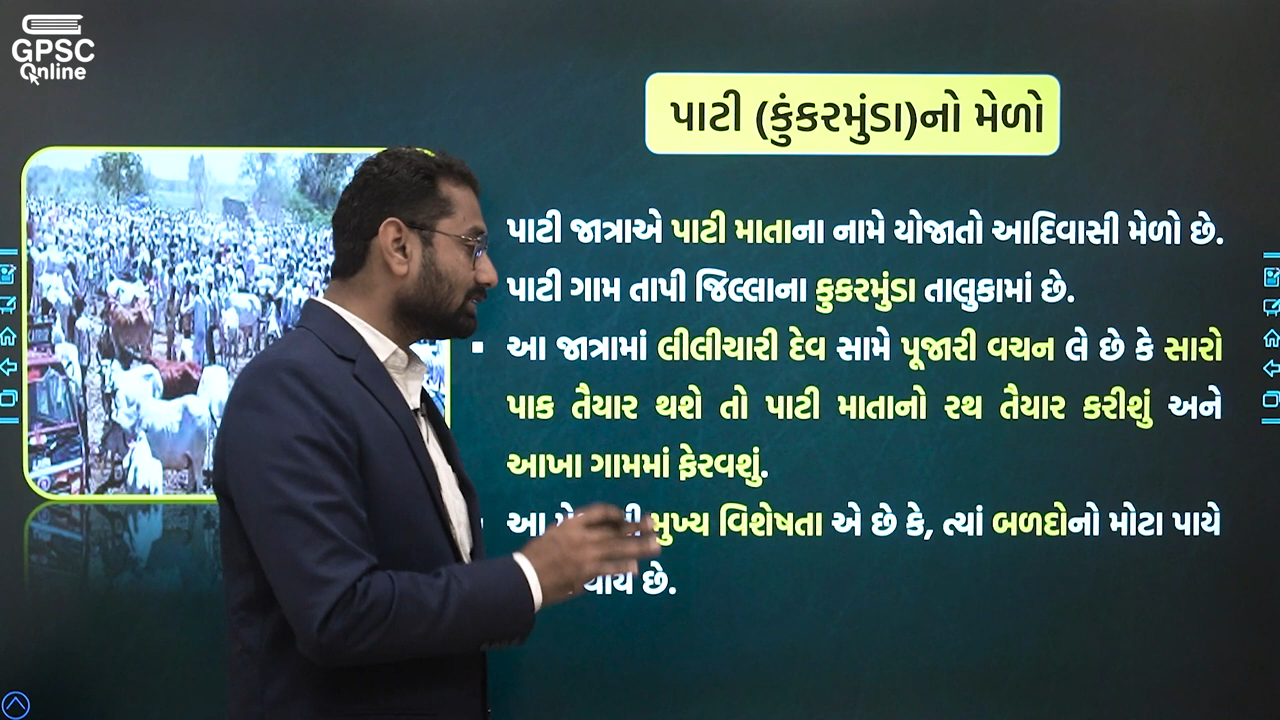 GPSC
Online
પાટી (કુંકરમુંડા)નો મેળો
પાટી જાત્રાએ પાટી માતાના નામે યોજાતો આદિવાસી મેળો છે.
પાટી ગામ તાપી જિલ્લાના કુકરમુંડા તાલુકામાં છે.
આ જાત્રામાં લીલીચારી દેવ સામે પૂજારી વચન લે છે કે સારો
પાક તૈયાર થશે તો પાટી માતાનો રથ તૈયાર કરીશું અને
આખા ગામમાં ફેરવશું.
આ મુખ્ય વિશેષતા એ છે કે, ત્યાં બળદોનો મોટા પાયે
છે.